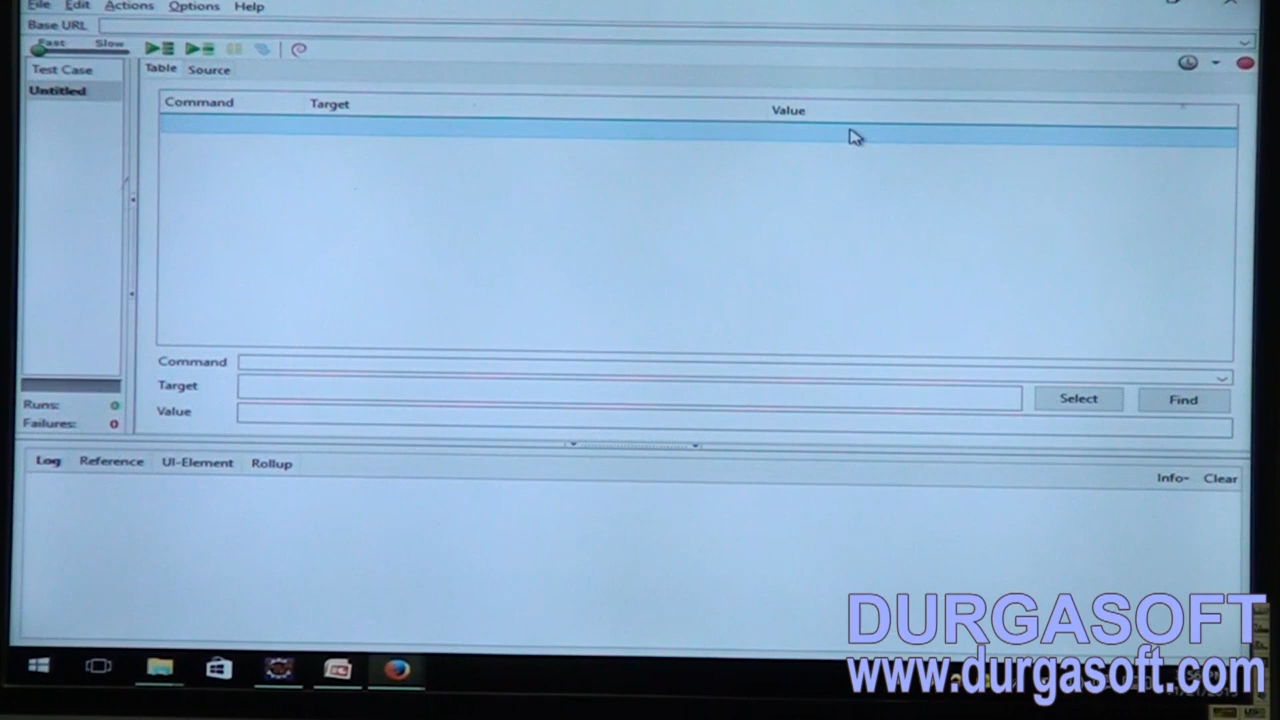 File Edit Actions Options Help
Base URL
Fast Slow
Test Case
Untitled
Table Source
Command Target Value
Command
Target
Select Find
Value
Runs: 0
Failures: 0
Log Reference UI-Element Rollup
Info- Clear
DURGASOFT
www.durgasoft.com